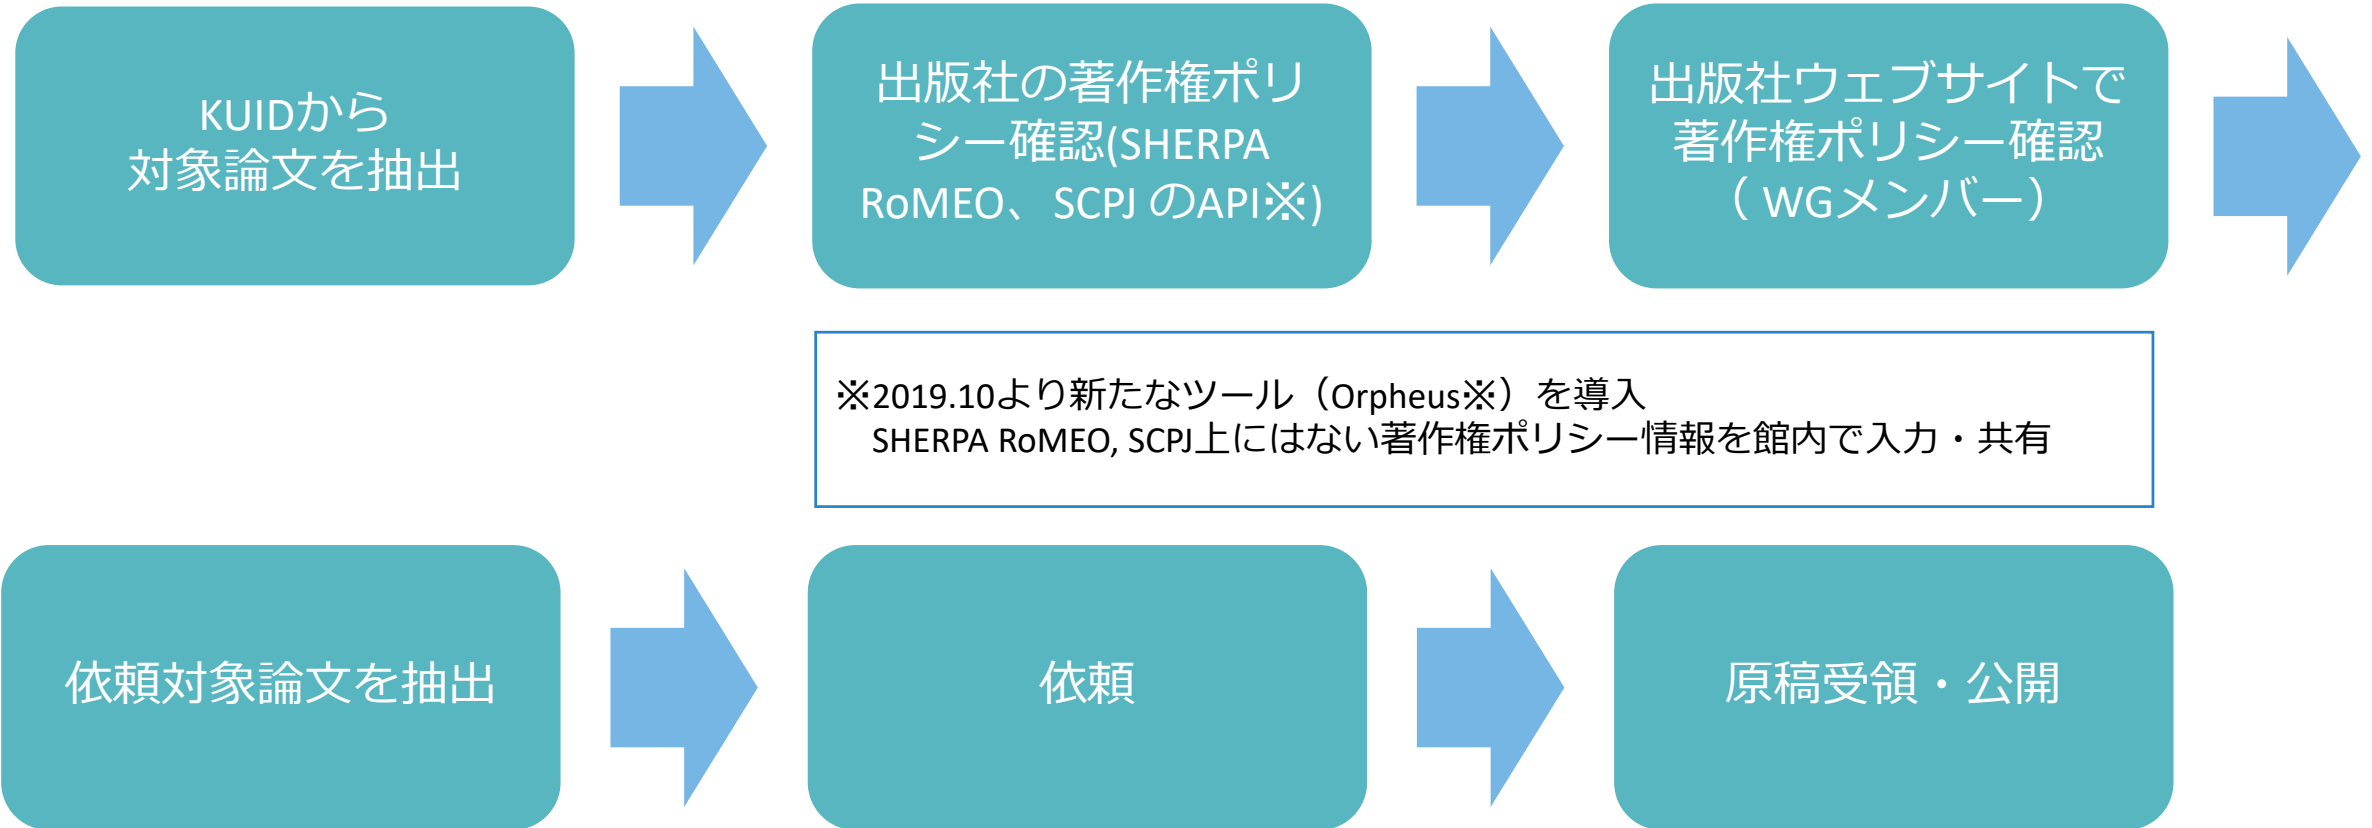 KUIDから
対象論文を抽出
出版社の著作権ポリ
シー確認(SHERPA
RoMEO、SCPJ のAPI※)
出版社ウェブサイトで
著作権ポリシー確認
（ WGメンバー）
※2019.10より新たなツール（Orpheus※）を導入
SHERPA RoMEO, SCPJ上にはない著作権ポリシー情報を館内で入力・共有
依頼対象論文を抽出
依頼
原稿受領・公開